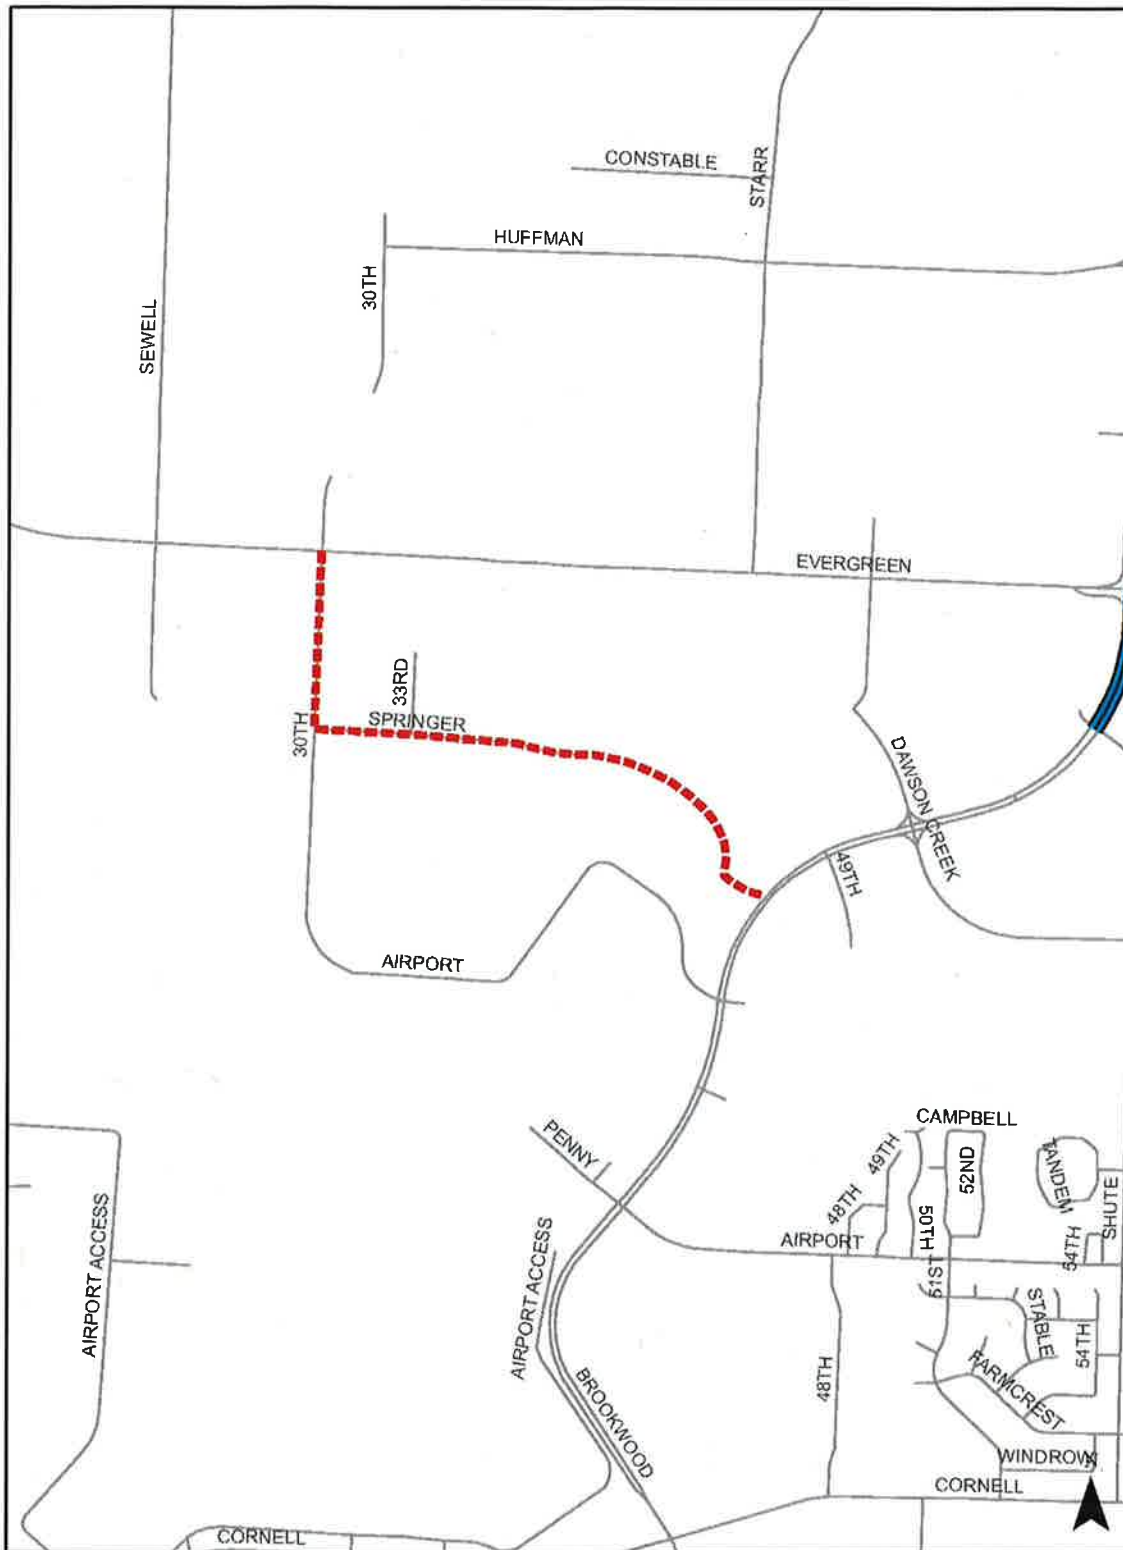 CONSTABLE
STARR
HUFFMAN
30TH
SEWELL
EVERGREEN
33RD
SPRINGER
30TH
DAWSON CREEK
49TH
AIRPORT
CAMPBELL
PENNY
49TH
52ND
TANDEM
48TH
SHUTE
50TH
AIRPORT
54TH
AIRPORT ACCESS
AIRPORT ACCESS
51ST
STABLE
54TH
48TH
FARMCREST
BROOKWOOD
WINDROW
N
CORNELL
CORNELL